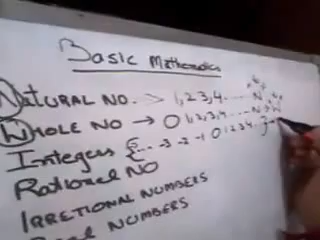 Basic Mathematics
NATURAL NO. -> 1,2,3,4.....N
WHOLE NO → 0 1,2,3,4.....N
Integers {... -3 -2 -1 0 1 2 3 4 .. }
Rational NO
IRRETIONAL NUMBERS
Real NUMBERS